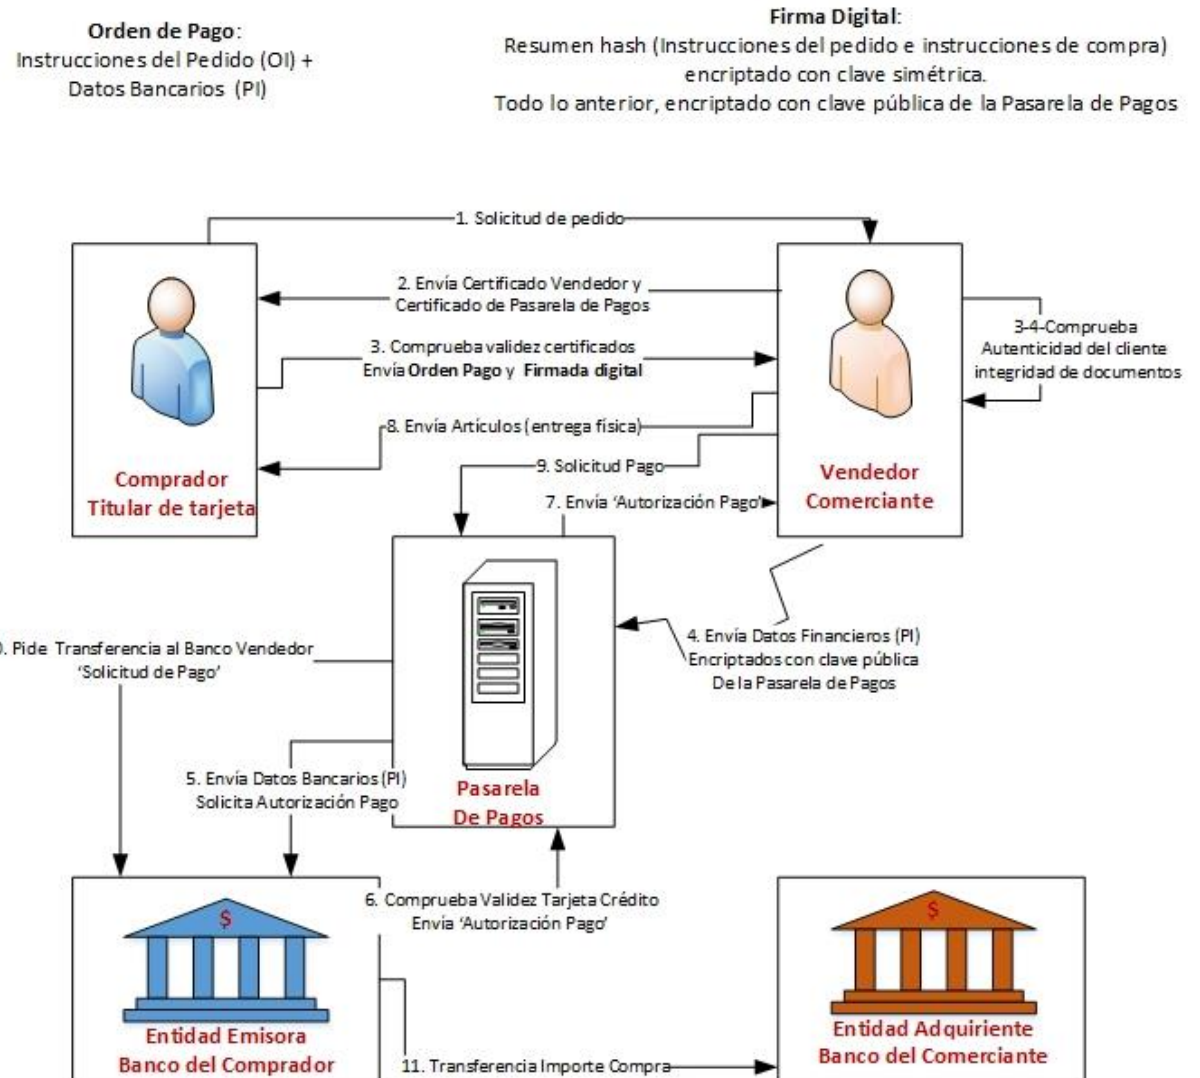 Orden de Pago:
Instrucciones del Pedido (OI) +
Datos Bancarios (PI)
Firma Digital:
Resumen hash (Instrucciones del pedido e instrucciones de compra)
encriptado con clave simétrica.
Todo lo anterior, encriptado con clave pública de la Pasarela de Pagos
1. Solicitud de pedido
2. Envía Certificado Vendedor y
Certificado de Pasarela de Pagos
3. Comprueba validez certificados
Envía Orden Pago y Firmada digital
3-4-Comprueba
Autenticidad del cliente
integridad de documentos
8. Envía Artículos (entrega física)
9. Solicitud Pago
7. Envía ‘Autorización Pago’
Comprador
Titular de tarjeta
Vendedor
Comerciante
0. Pide Transferencia al Banco Vendedor
‘Solicitud de Pago’
4. Envía Datos Financieros (PI)
Encriptados con clave pública
De la Pasarela de Pagos
5. Envía Datos Bancarios (PI)
Solicita Autorización Pago
Pasarela
De Pagos
6. Comprueba Validez Tarjeta Crédito
Envía ‘Autorización Pago’
$
$
Entidad Emisora
Banco del Comprador
Entidad Adquiriente
Banco del Comerciante
11. Transferencia Importe Compra